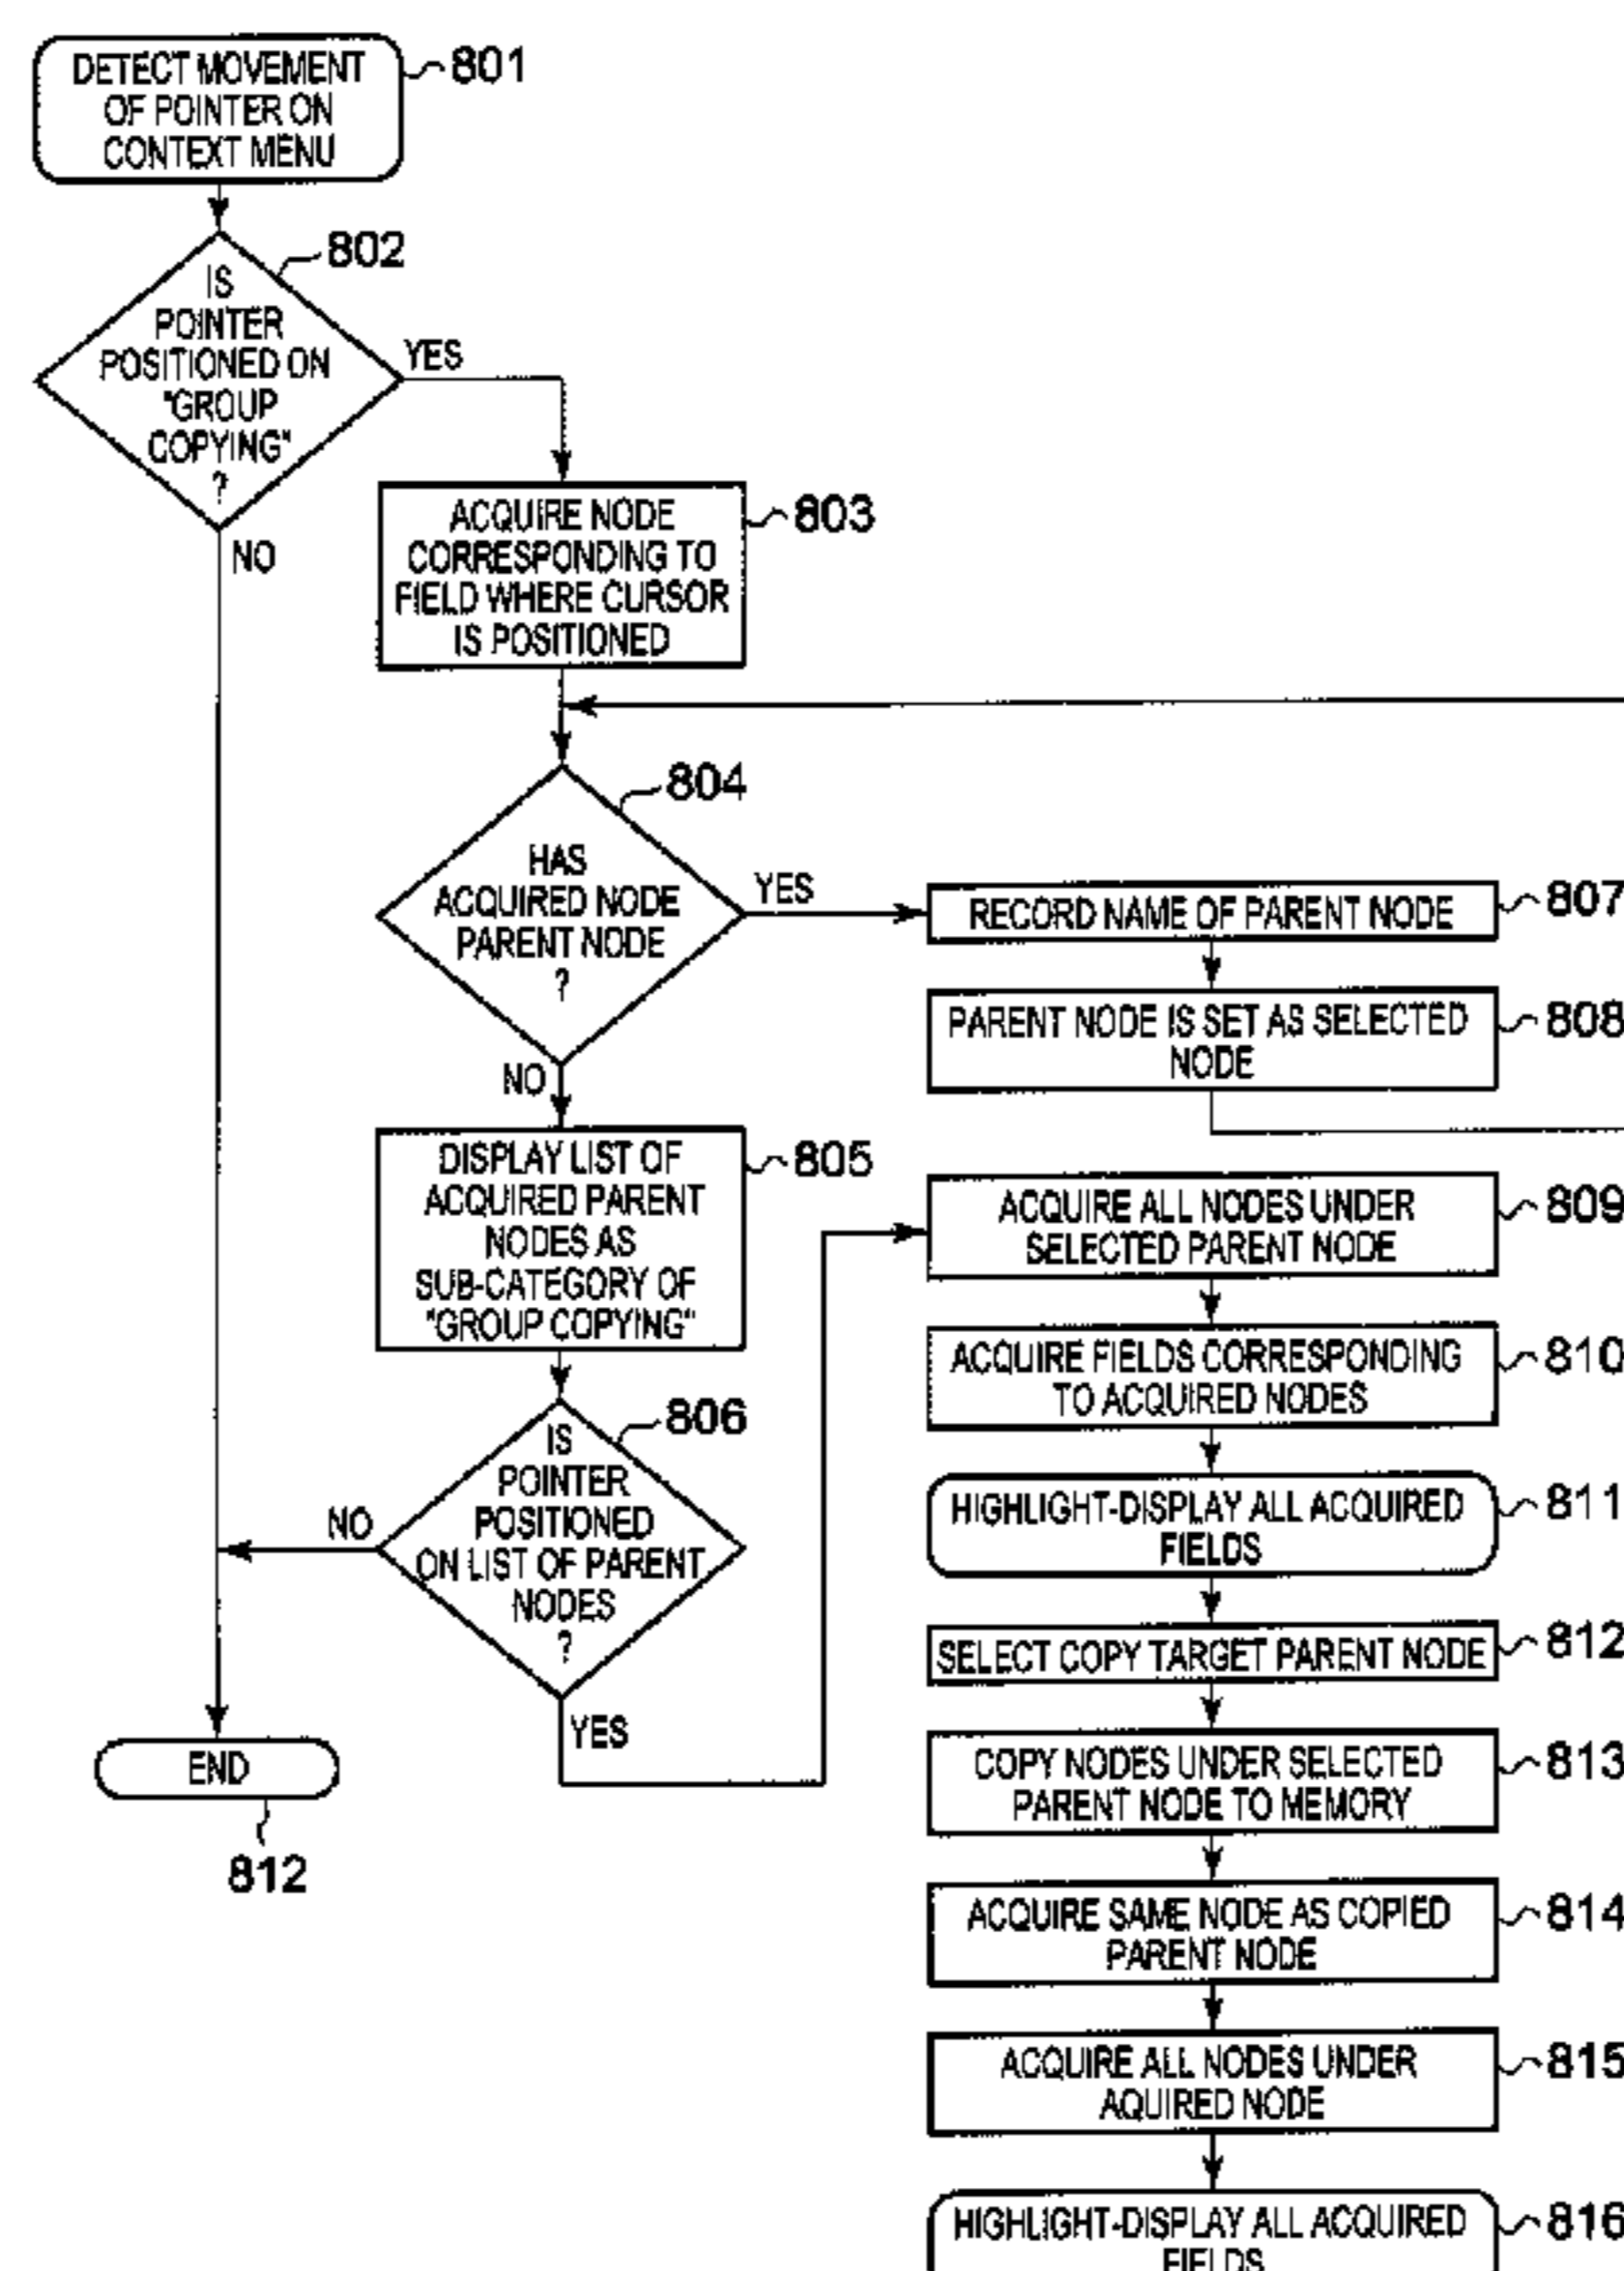 DETECT MOVEMENT
OF POINTER ON
CONTEXT MENU
801
802
IS
POINTER
POSITIONED ON
"GROUP
COPYING"
?
YES
NO
ACQUIRE NODE
CORRESPONDING TO
FIELD WHERE CURSOR
IS POSITIONED
803
804
HAS
ACQUIRED NODE
PARENT NODE
?
YES
NO
DISPLAY LIST OF
ACQUIRED PARENT
NODES AS
SUB-CATEGORY OF
"GROUP COPYING"
805
806
IS
POINTER
POSITIONED
ON LIST OF PARENT
NODES
?
NO
YES
END
812
RECORD NAME OF PARENT NODE
807
PARENT NODE IS SET AS SELECTED
NODE
808
ACQUIRE ALL NODES UNDER
SELECTED PARENT NODE
809
ACQUIRE FIELDS CORRESPONDING
TO ACQUIRED NODES
810
HIGHLIGHT-DISPLAY ALL ACQUIRED
FIELDS
811
SELECT COPY TARGET PARENT NODE
812
COPY NODES UNDER SELECTED
PARENT NODE TO MEMORY
813
ACQUIRE SAME NODE AS COPIED
PARENT NODE
814
ACQUIRE ALL NODES UNDER
AQUIRED NODE
815
HIGHLIGHT-DISPLAY ALL ACQUIRED
FIELDS
816